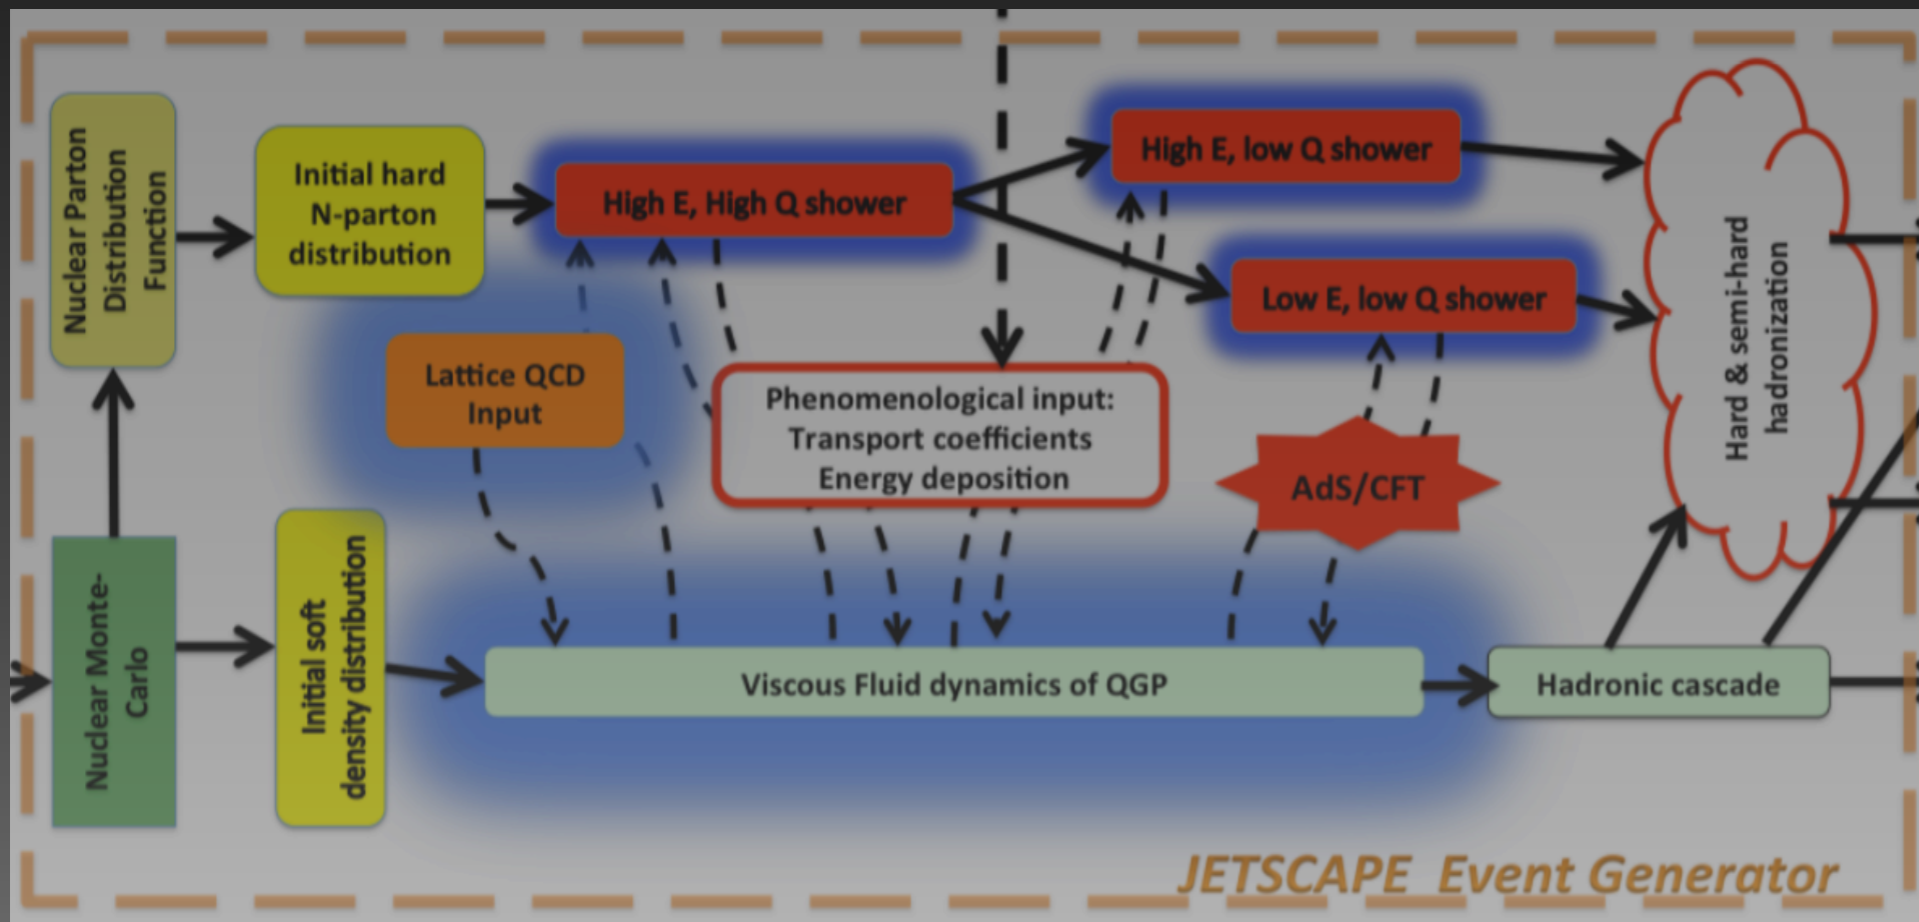 Nuclear Parton
Distribution
Function
Initial hard
N-parton
distribution
High E, High Q shower
High E, low Q shower
Low E, low Q shower
Hard & semi-hard
hadronization
Lattice QCD
Input
Phenomenological input:
Transport coefficients
Energy deposition
AdS/CFT
Nuclear Monte-
Carlo
Initial soft
density distribution
Viscous Fluid dynamics of QGP
Hadronic cascade
JETSCAPE Event Generator